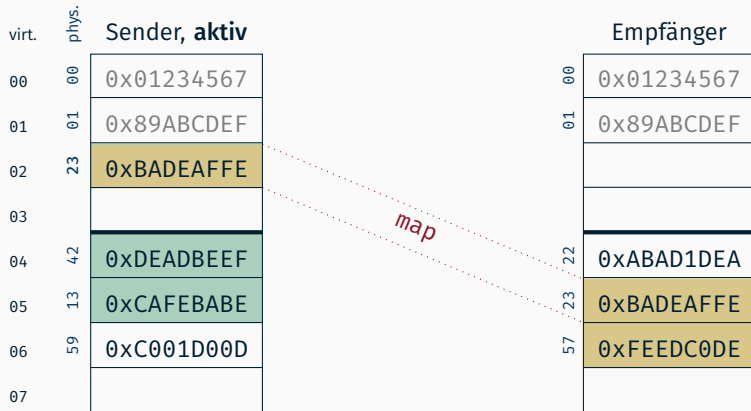 virt. phys. Sender, aktiv Empfänger
00 00 0x01234567 00 0x01234567
01 01 0x89ABCDEF 01 0x89ABCDEF
02 23 0xBADEAFFE
03 map
04 42 0xDEADBEEF 22 0xABAD1DEA
05 13 0xCAFEBABE 23 0xBADEAFFE
06 59 0xC001D00D 57 0xFEEDC0DE
07